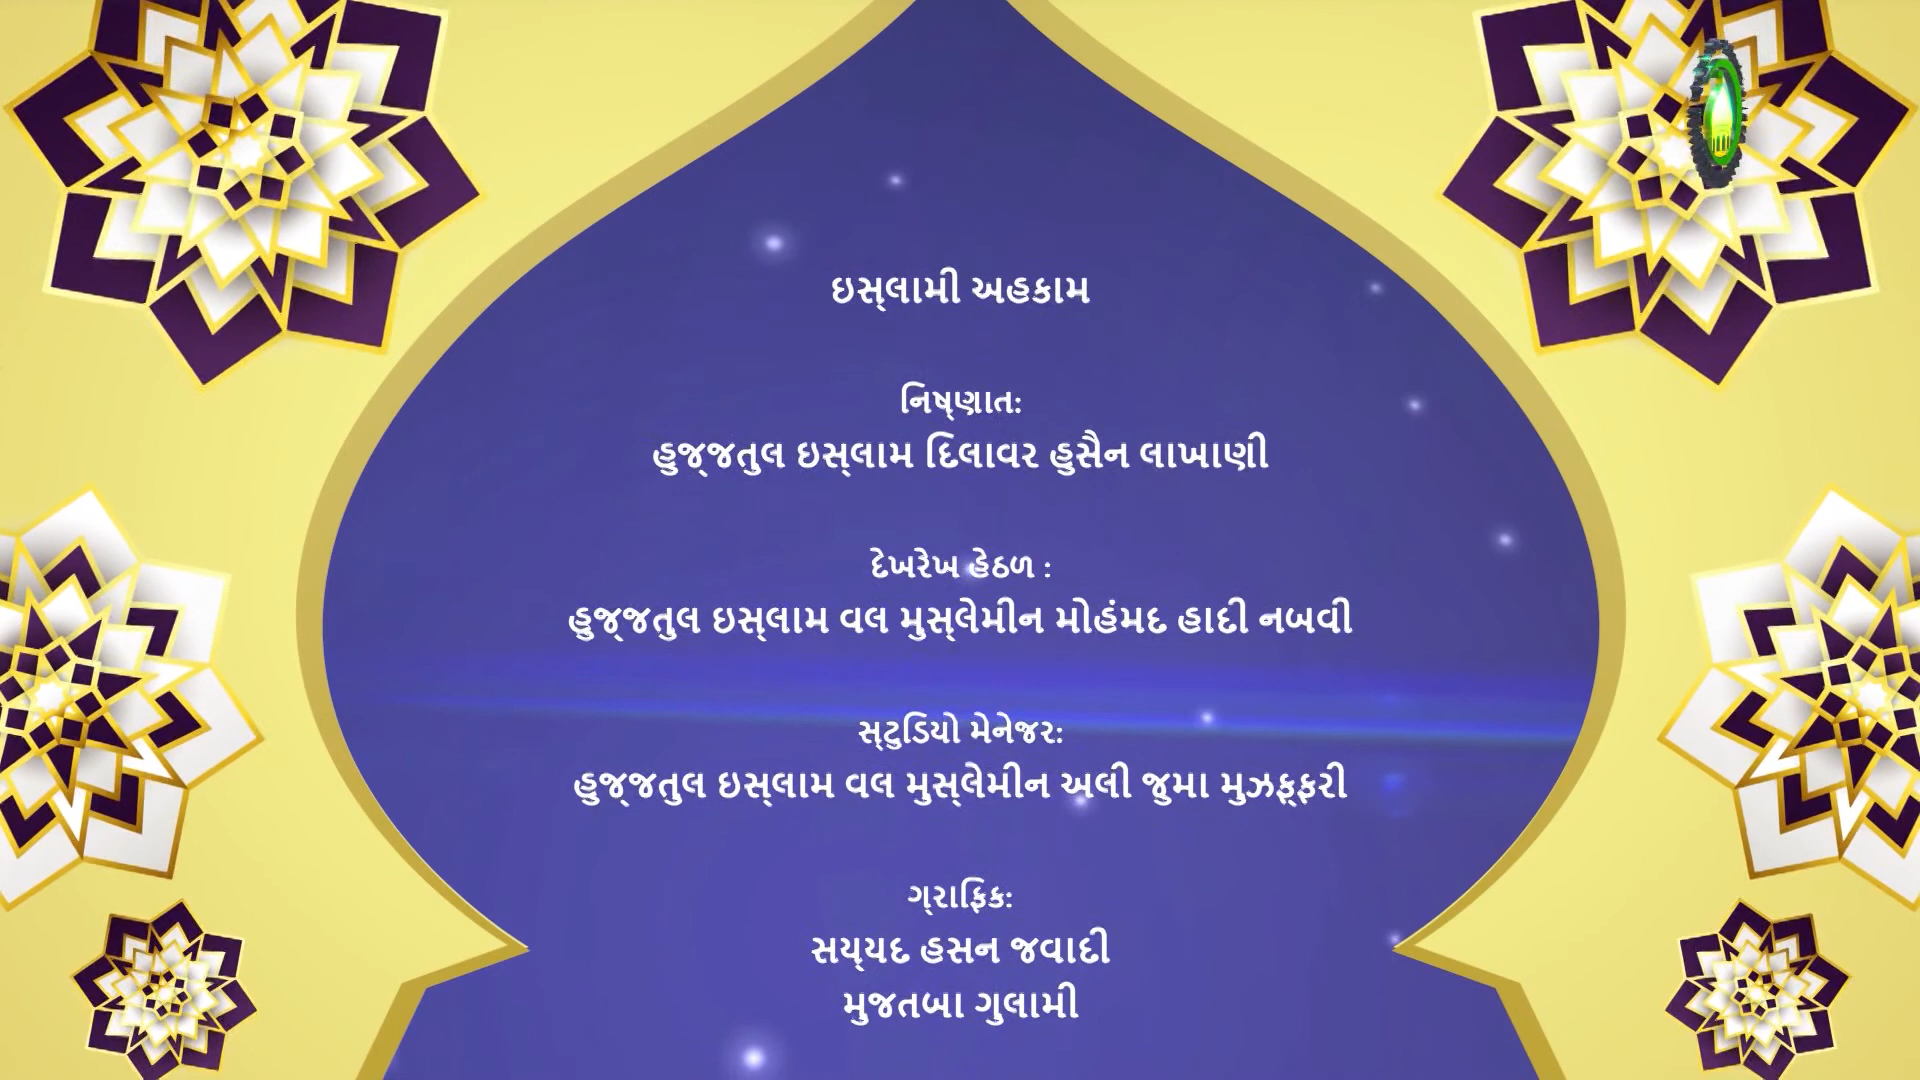 ઇસ્‌લામી અહકામ
નિષ્ણાત:
હુજ્‌જતુલ ઇસ્‌લામ દિલાવર હુસૈન લાખાણી
દેખરેખ હેઠળ :
હુજ્‌જતુલ ઇસ્‌લામ વલ મુસ્‌લેમીન મોહંમદ હાદી નબવી
સ્‌ટુડિયો મેનેજર:
હુજ્‌જતુલ ઇસ્‌લામ વલ મુસ્‌લેમીન અલી જુમા મુઝફ્‌ફરી
ગ્‌રાફિક:
સય્‌યદ હસન જવાદી
મુજતબા ગુલામી